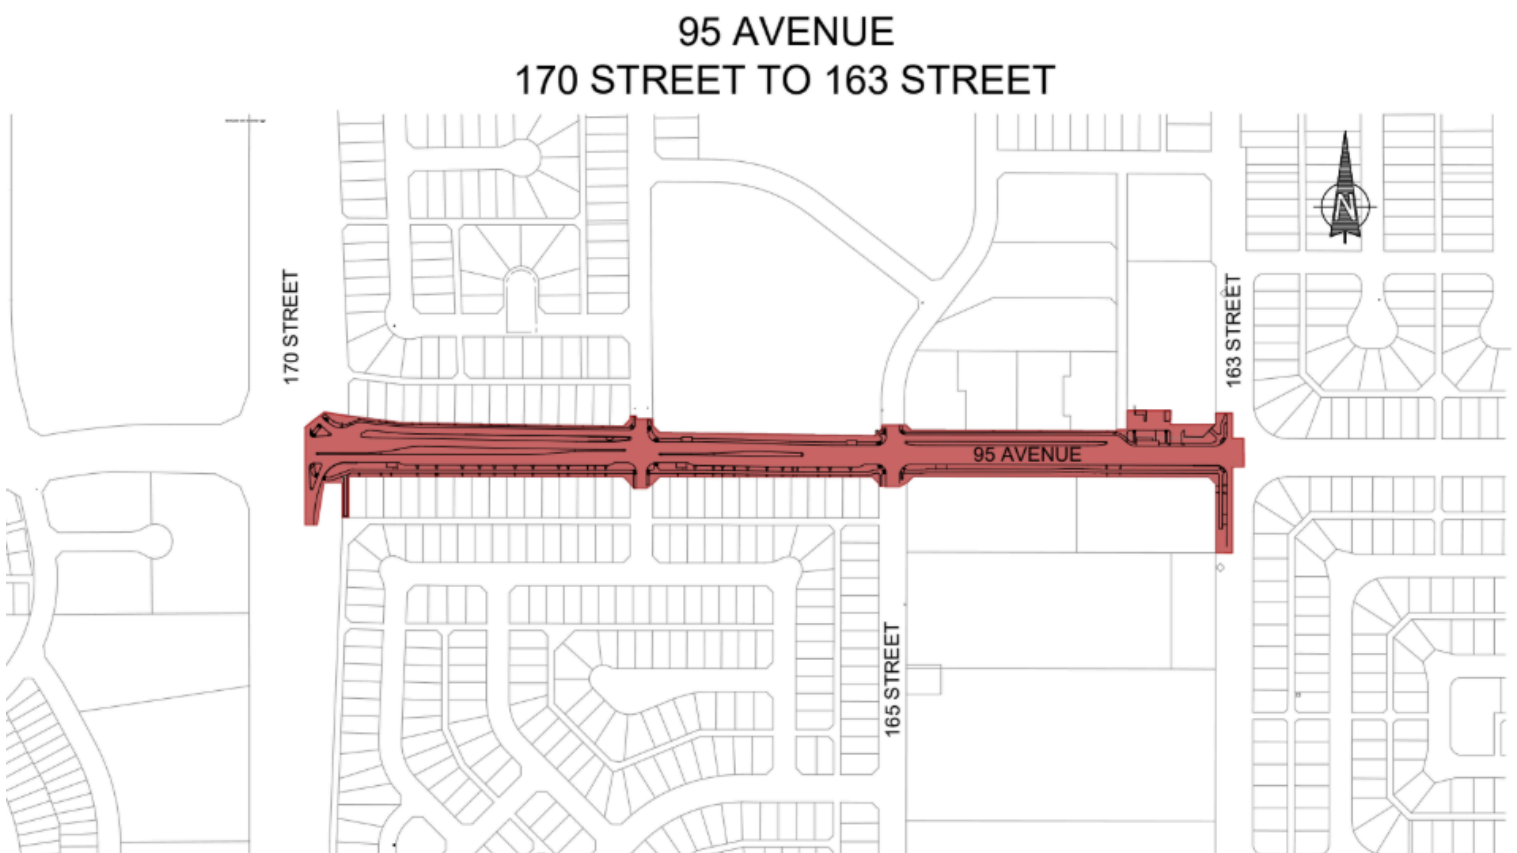 95 AVENUE
170 STREET TO 163 STREET
N
170 STREET
163 STREET
95 AVENUE
165 STREET